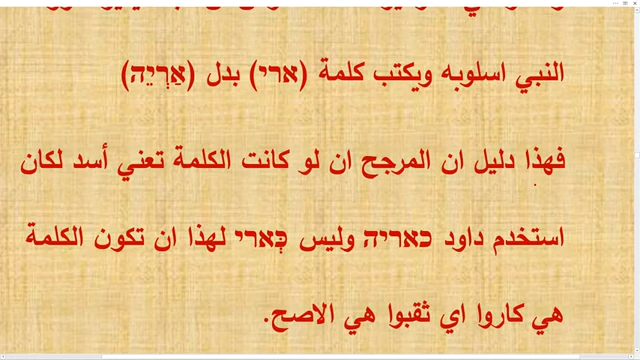 النبي اسلوبه ويكتب كلمة (ארי) بدل (אַרְיֵה)
فهذا دليل ان المرجح ان لو كانت الكلمة تعني أسد لكان
استخدم داود כאריה وليس כְּארי لهذا ان تكون الكلمة
هي كاروا اي ثقبوا هي الاصح.